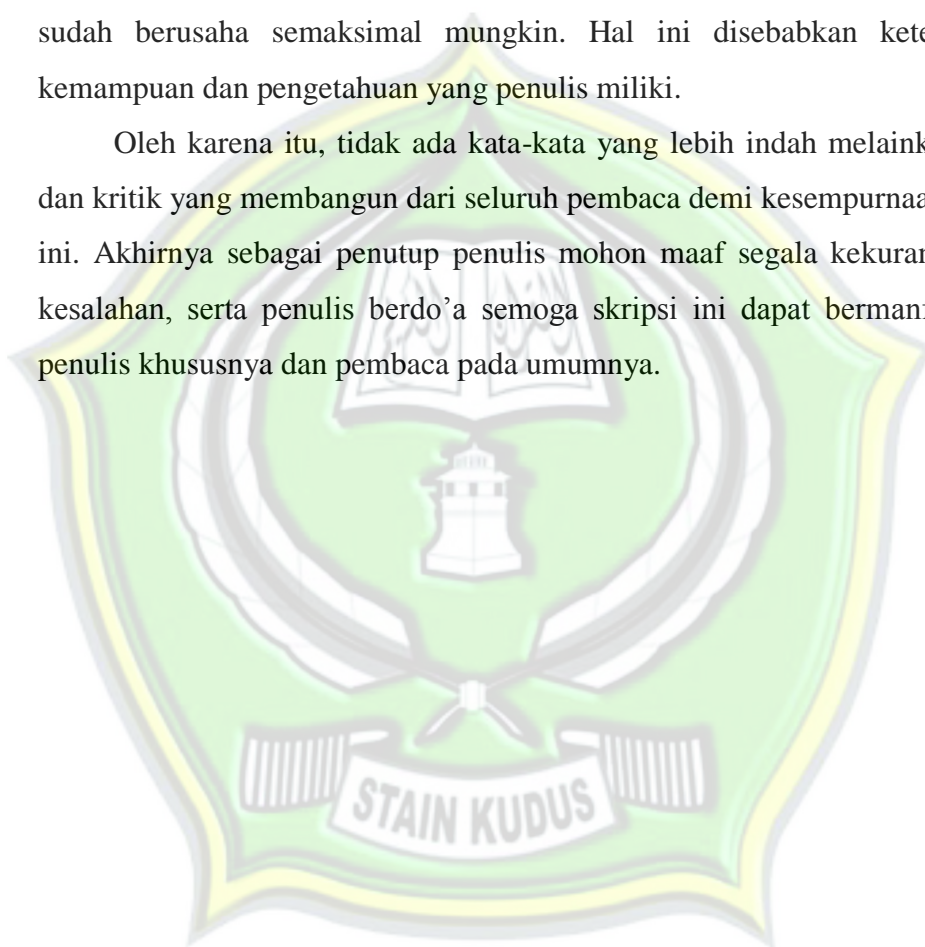 sudah berusaha semaksimal mungkin. Hal ini disebabkan kete
kemampuan dan pengetahuan yang penulis miliki.
Oleh karena itu, tidak ada kata-kata yang lebih indah melaink
dan kritik yang membangun dari seluruh pembaca demi kesempurnaa
ini. Akhirnya sebagai penutup penulis mohon maaf segala kekuran
kesalahan, serta penulis berdo’a semoga skripsi ini dapat berman
penulis khususnya dan pembaca pada umumnya.
STAIN KUDUS